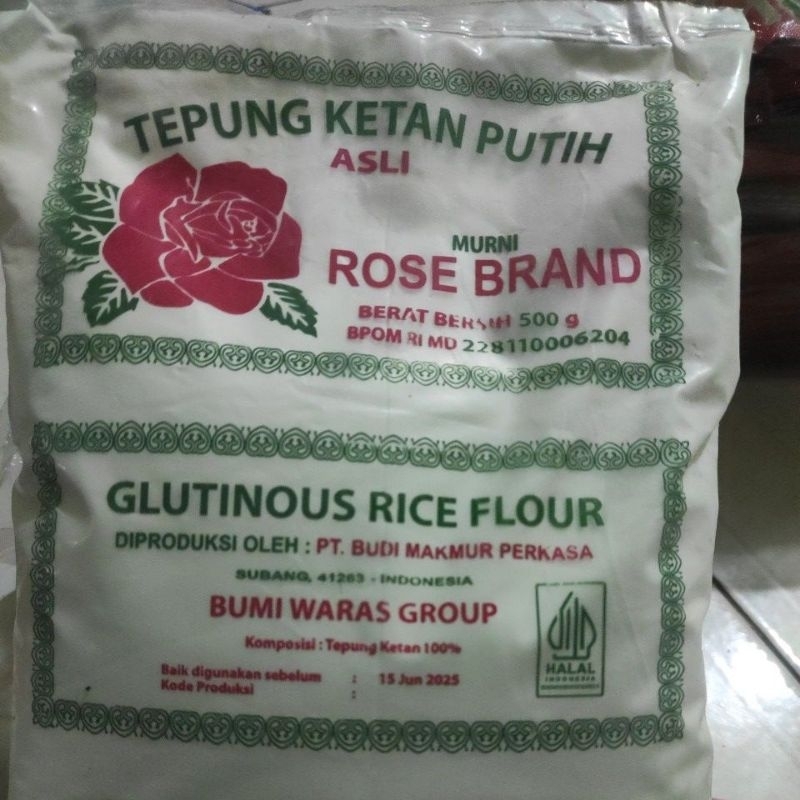 TEPUNG KETAN PUTIH
ASLI
MURNI
ROSE BRAND
BERAT BERSIH 500 g
BPOM RI MD 228110006204
GLUTINOUS RICE FLOUR
DIPRODUKSI OLEH : PT. BUDI MAKMUR PERKASA
SUBANG, 41263 - INDONESIA
BUMI WARAS GROUP
Komposisi : Tepung Ketan 100%
HALAL
INDONESIA
Baik digunakan sebelum : 15 Jun 2025
Kode Produksi :